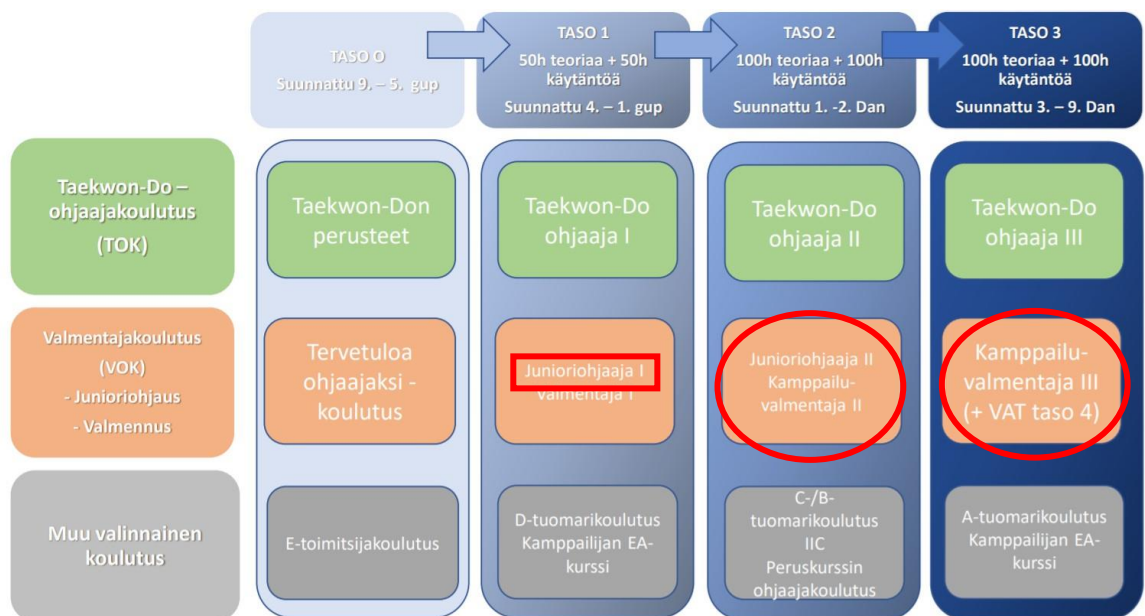 TASO O
Suunnattu 9. – 5. gup
TASO 1
50h teoriaa + 50h
käytäntöä
Suunnattu 4. – 1. gup
TASO 2
100h teoriaa + 100h
käytäntöä
Suunnattu 1. -2. Dan
TASO 3
100h teoriaa + 100h
käytäntöä
Suunnattu 3. – 9. Dan
Taekwon-Do –
ohjaajakoulutus
(TOK)
Taekwon-Don
perusteet
Taekwon-Do
ohjaaja I
Taekwon-Do
ohjaaja II
Taekwon-Do
ohjaaja III
Valmentajakoulutus
(VOK)
- Junioriohjaus
- Valmennus
Tervetuloa
ohjaajaksi -
koulutus
Junioriohjaaja I
Valmentaja I
Junioriohjaaja II
Kamppailu-
valmentaja II
Kamppailu-
valmentaja III
(+ VAT taso 4)
Muu valinnainen
koulutus
E-toimitsijakoulutus
D-tuomarikoulutus
Kamppailijan EA-
kurssi
C-/B-
tuomarikoulutus
IIC
Peruskurssin
ohjaajakoulutus
A-tuomarikoulutus
Kamppailijan EA-
kurssi